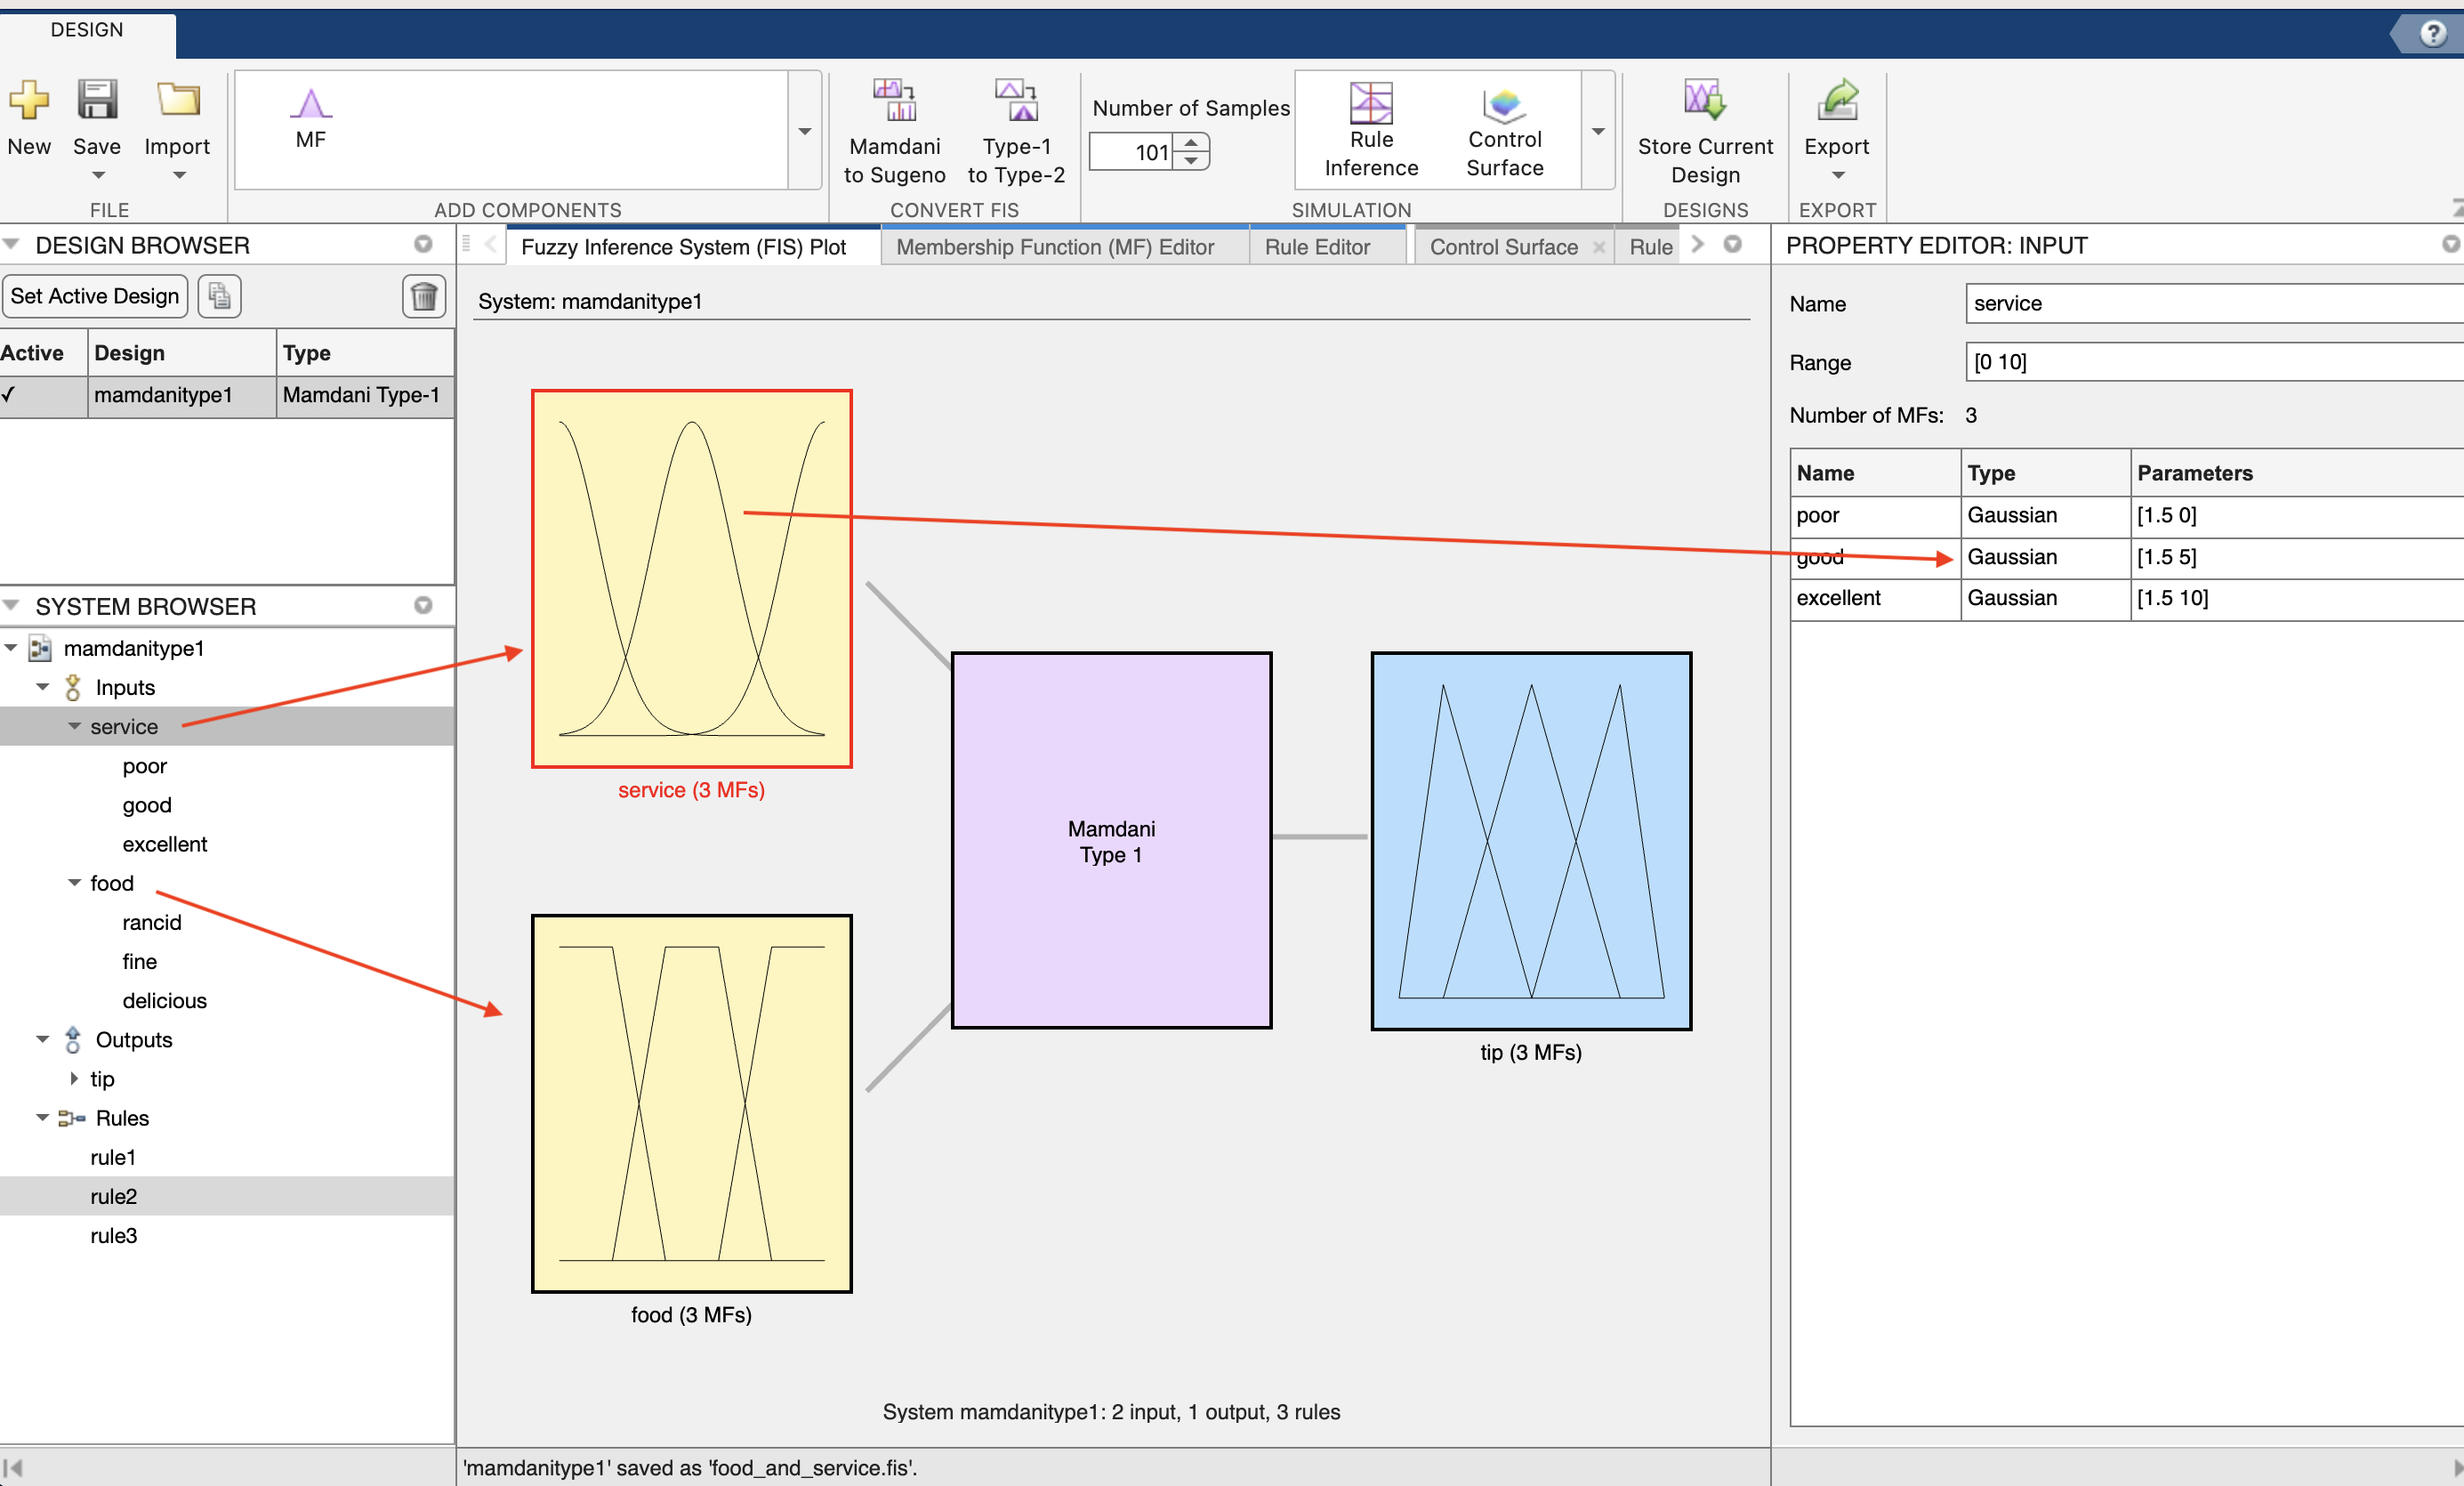 DESIGN
?
New
Save
Import
FILE
MF
ADD COMPONENTS
Mamdani
to Sugeno
Type-1
to Type-2
CONVERT FIS
Number of Samples
101
Rule
Inference
Control
Surface
SIMULATION
Store Current
Design
DESIGNS
Export
EXPORT
DESIGN BROWSER
Set Active Design
Active Design Type
✓ mamdanitype1 Mamdani Type-1
SYSTEM BROWSER
mamdanitype1
Inputs
service
poor
good
excellent
food
rancid
fine
delicious
Outputs
tip
Rules
rule1
rule2
rule3
Fuzzy Inference System (FIS) Plot
Membership Function (MF) Editor
Rule Editor
Control Surface
Rule
System: mamdanitype1
service (3 MFs)
food (3 MFs)
Mamdani
Type 1
tip (3 MFs)
System mamdanitype1: 2 input, 1 output, 3 rules
'mamdanitype1' saved as 'food_and_service.fis'.
PROPERTY EDITOR: INPUT
Name service
Range [0 10]
Number of MFs: 3
Name Type Parameters
poor Gaussian [1.5 0]
good Gaussian [1.5 5]
excellent Gaussian [1.5 10]